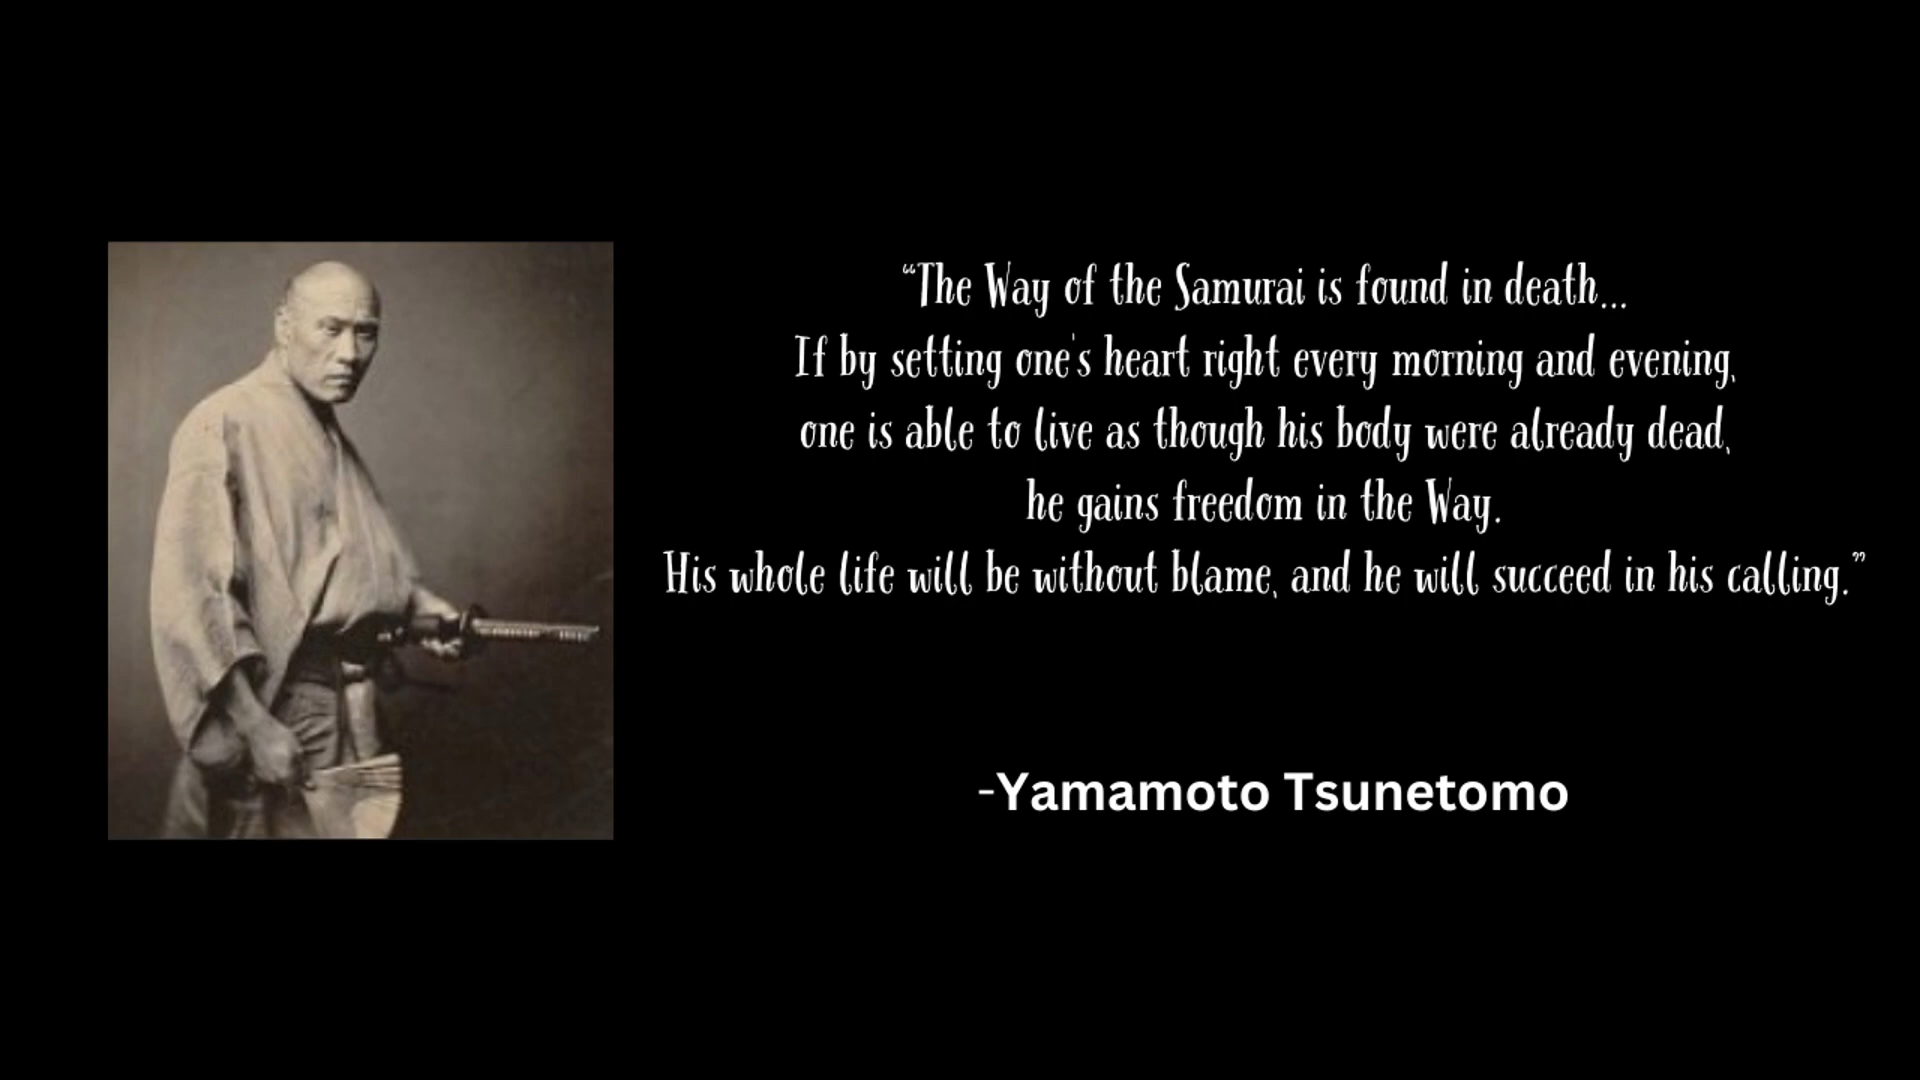 “The Way of the Samurai is found in death...
If by setting one's heart right every morning and evening,
one is able to live as though his body were already dead,
he gains freedom in the Way.
His whole life will be without blame, and he will succeed in his calling.”
-Yamamoto Tsunetomo